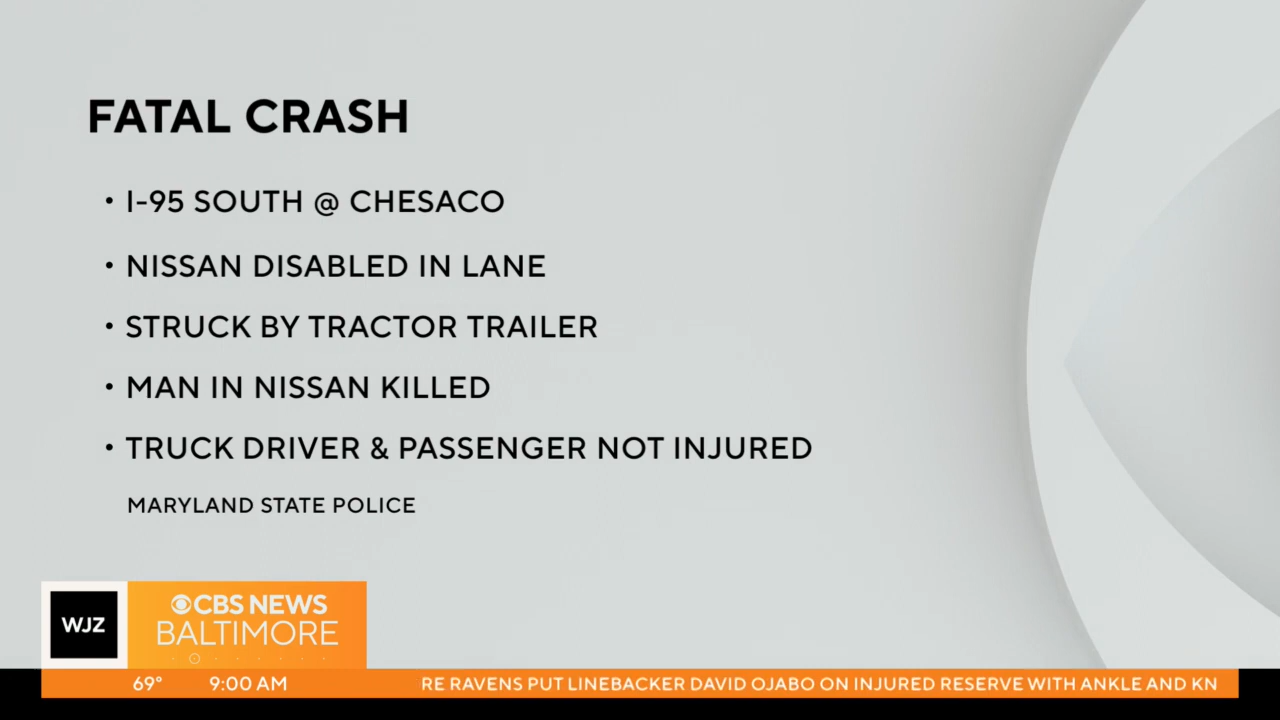 FATAL CRASH
• I-95 SOUTH @ CHESACO
• NISSAN DISABLED IN LANE
• STRUCK BY TRACTOR TRAILER
• MAN IN NISSAN KILLED
• TRUCK DRIVER & PASSENGER NOT INJURED
MARYLAND STATE POLICE
WJZ
CBS NEWS
BALTIMORE
69° 9:00 AM RE RAVENS PUT LINEBACKER DAVID OJABO ON INJURED RESERVE WITH ANKLE AND KN